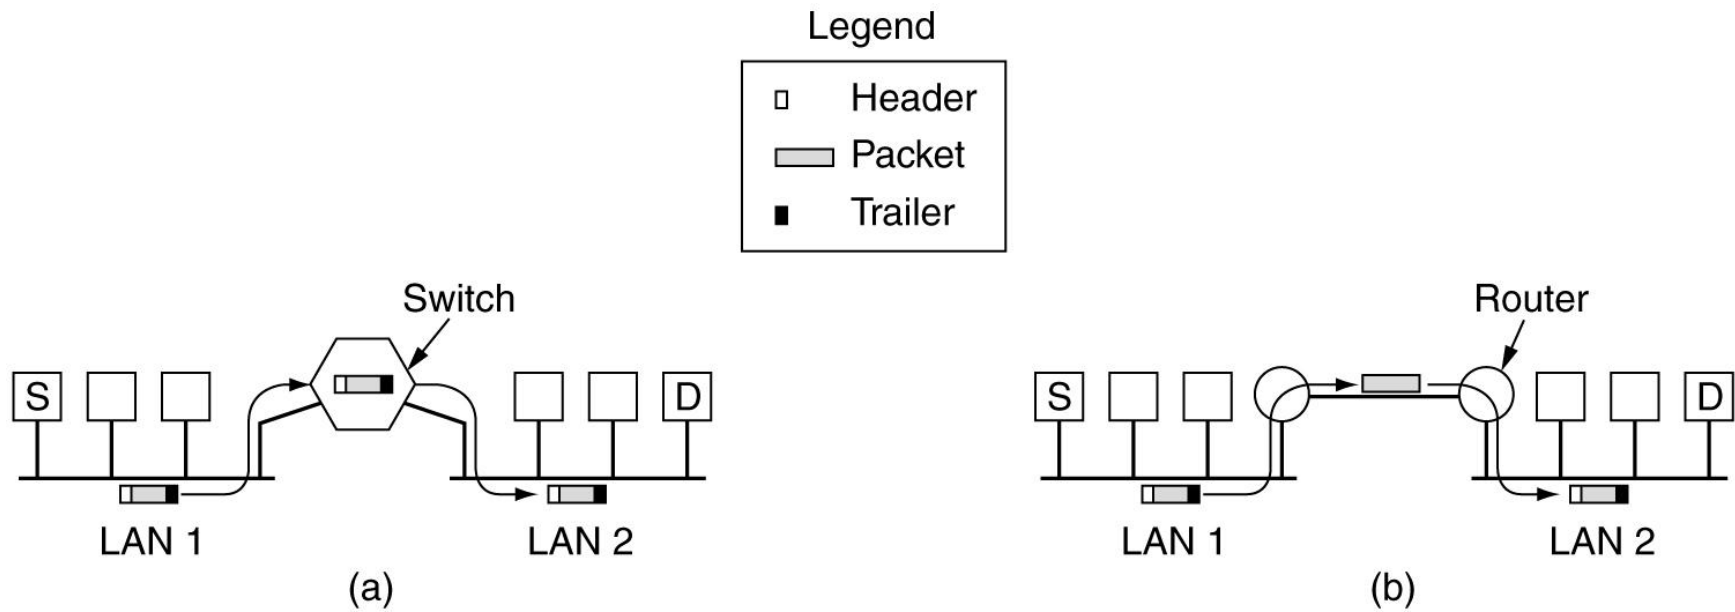 Legend
Header
Packet
Trailer
Switch
S
D
LAN 1
LAN 2
(a)
Router
S
D
LAN 1
LAN 2
(b)